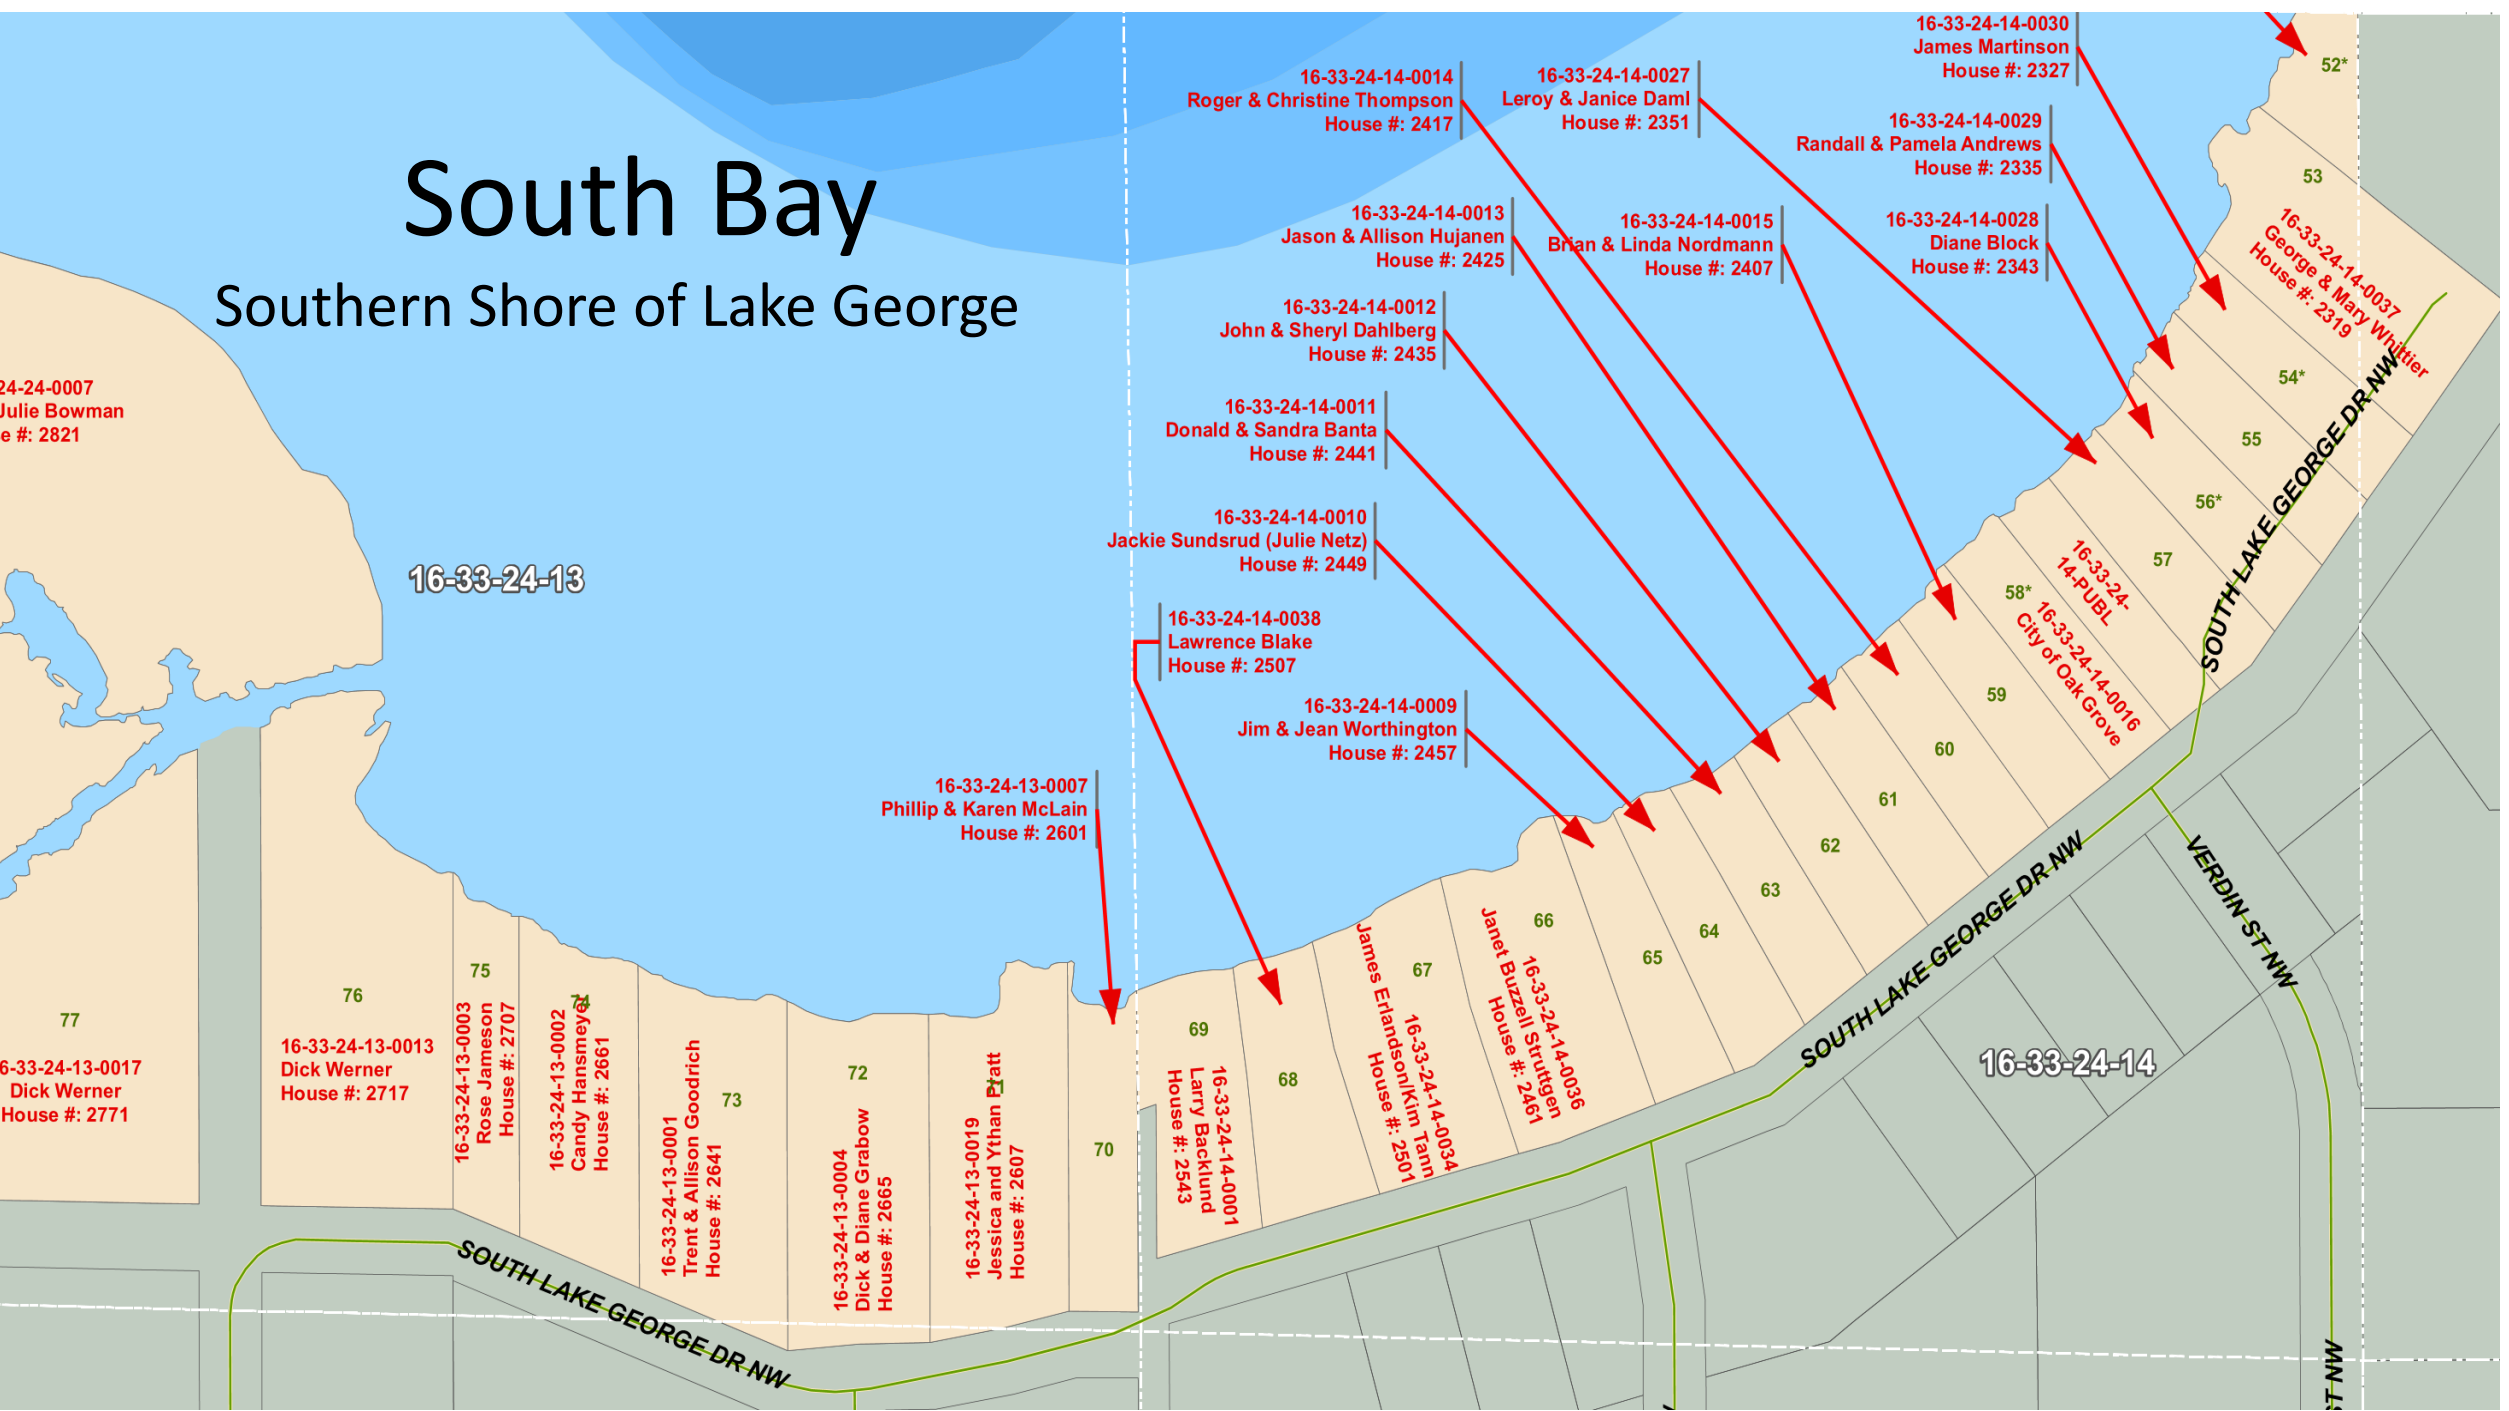 South Bay
Southern Shore of Lake George
16-33-24-14-0030
James Martinson
House #: 2327
16-33-24-14-0014
Roger & Christine Thompson
House #: 2417
16-33-24-14-0027
Leroy & Janice Daml
House #: 2351
16-33-24-14-0029
Randall & Pamela Andrews
House #: 2335
16-33-24-14-0013
Jason & Allison Hujanen
House #: 2425
16-33-24-14-0015
Brian & Linda Nordmann
House #: 2407
16-33-24-14-0028
Diane Block
House #: 2343
16-33-24-14-0012
John & Sheryl Dahlberg
House #: 2435
16-33-24-14-0011
Donald & Sandra Banta
House #: 2441
16-33-24-14-0010
Jackie Sundsrud (Julie Netz)
House #: 2449
16-33-24-14-0038
Lawrence Blake
House #: 2507
16-33-24-14-0009
Jim & Jean Worthington
House #: 2457
16-33-24-13-0007
Phillip & Karen McLain
House #: 2601
24-24-0007
Julie Bowman
e #: 2821
16-33-24-13
52*
53
16-33-24-14-0037
George & Mary Whittier
House #: 2319
54*
55
56*
57
16-33-24-
14-PUBL
58*
16-33-24-14-0016
City of Oak Grove
59
60
61
62
63
64
65
66
16-33-24-14-0036
Janet Buzzell Struttgen
House #: 2461
67
16-33-24-14-0034
James Erlandson/Kim Tann
House #: 2501
68
69
16-33-24-14-0001
Larry Backlund
House #: 2543
70
71
16-33-24-13-0019
Jessica and Ythan Pratt
House #: 2607
72
16-33-24-13-0004
Dick & Diane Grabow
House #: 2665
73
16-33-24-13-0001
Trent & Allison Goodrich
House #: 2641
74
16-33-24-13-0002
Candy Hansmeyer
House #: 2661
75
16-33-24-13-0003
Rose Jameson
House #: 2707
76
16-33-24-13-0013
Dick Werner
House #: 2717
77
6-33-24-13-0017
Dick Werner
House #: 2771
SOUTH LAKE GEORGE DR NW
SOUTH LAKE GEORGE DR NW
SOUTH LAKE GEORGE DR NW
VERDIN ST NW
16-33-24-14
ST NW